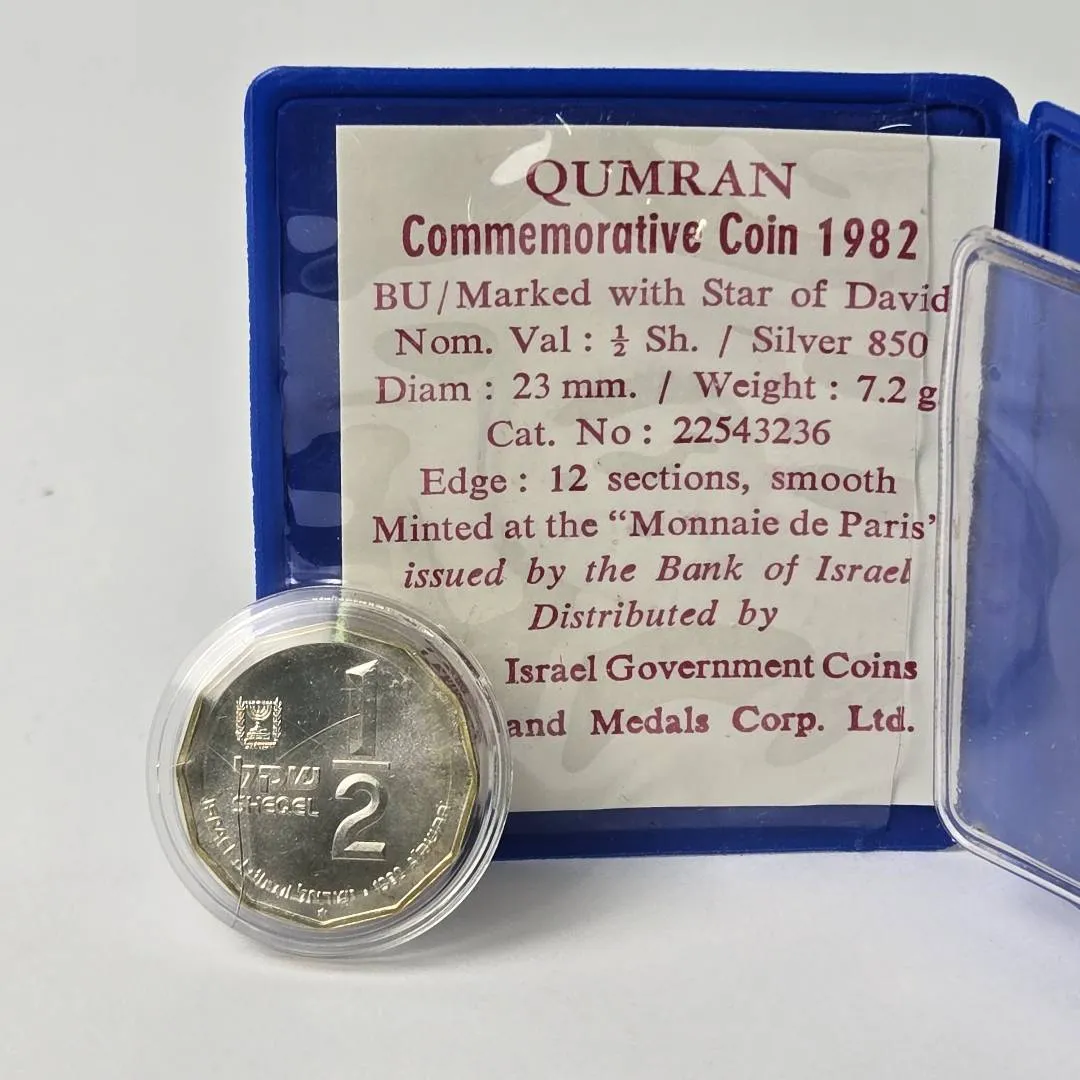 QUMRAN
Commemorative Coin 1982
BU/Marked with Star of David
Nom. Val : ½ Sh. / Silver 850
Diam : 23 mm. / Weight : 7.2 g
Cat. No : 22543236
Edge : 12 sections, smooth
Minted at the “Monnaie de Paris’
issued by the Bank of Israel
Distributed by
Israel Government Coins
and Medals Corp. Ltd.
1
2
שקל
SHEQEL
ישראל